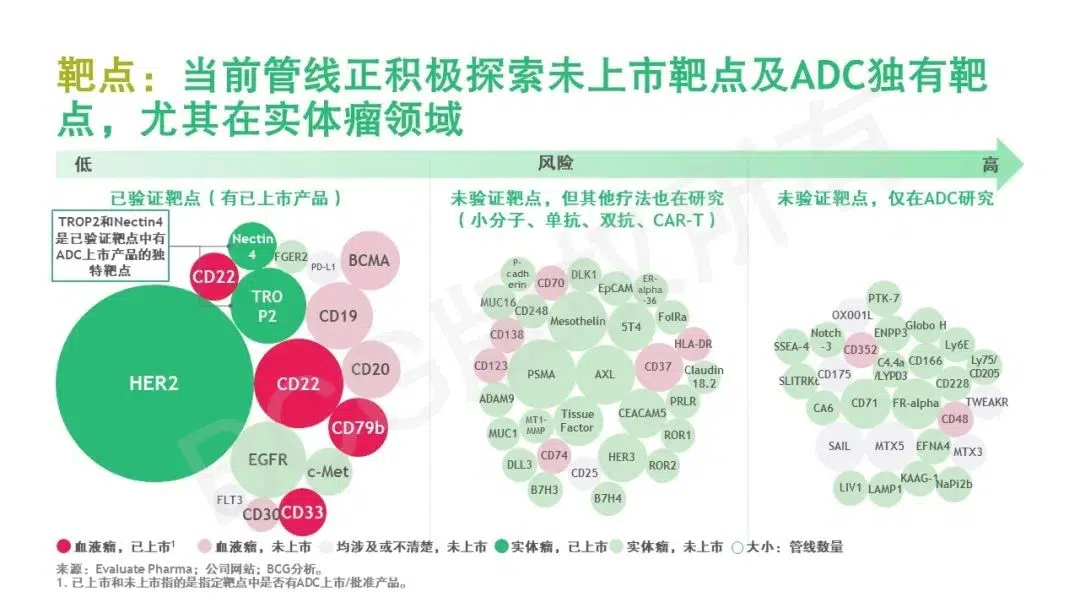 靶点：当前管线正积极探索未上市靶点及ADC独有靶
点，尤其在实体瘤领域
低
风险
高
已验证靶点（有已上市产品）
未验证靶点，但其他疗法也在研究
（小分子、单抗、双抗、CAR-T）
未验证靶点，仅在ADC研究
TROP2和Nectin4
是已验证靶点中有
ADC上市产品的独
特靶点
Nectin
4
FGER2
PD-L1
BCMA
CD22
TRO
P2
CD19
HER2
CD22
CD20
CD79b
EGFR
c-Met
FLT3
CD30
CD33
P-
cadh
erin
CD70
DLK1
EpCAM
ER-
alpha
-36
MUC16
CD248
Mesothelin
5T4
FolRa
CD138
HLA-DR
CD123
PSMA
AXL
CD37
Claudin
18.2
ADAM9
PRLR
MT1-
MMP
Tissue
Factor
CEACAM5
MUC1
ROR1
CD74
HER3
DLL3
CD25
ROR2
B7H3
B7H4
PTK-7
OX001L
Globo H
Notch
-3
ENPP3
Ly6E
SSEA-4
CD352
C4.4a
/LYPD3
CD166
Ly75/
CD205
SLITRK6
CD175
CD228
CA6
CD71
FR-alpha
TWEAKR
CD48
SAIL
MTX5
EFNA4
MTX3
LIV1
LAMP1
KAAG-1
NaPi2b
血液瘤，已上市1
血液瘤，未上市
均涉及或不清楚，未上市
实体瘤，已上市
实体瘤，未上市
大小：管线数量
来源：Evaluate Pharma；公司网站；BCG分析。
1. 已上市和未上市指的是指定靶点中是否有ADC上市/批准产品。
BCG版权所有